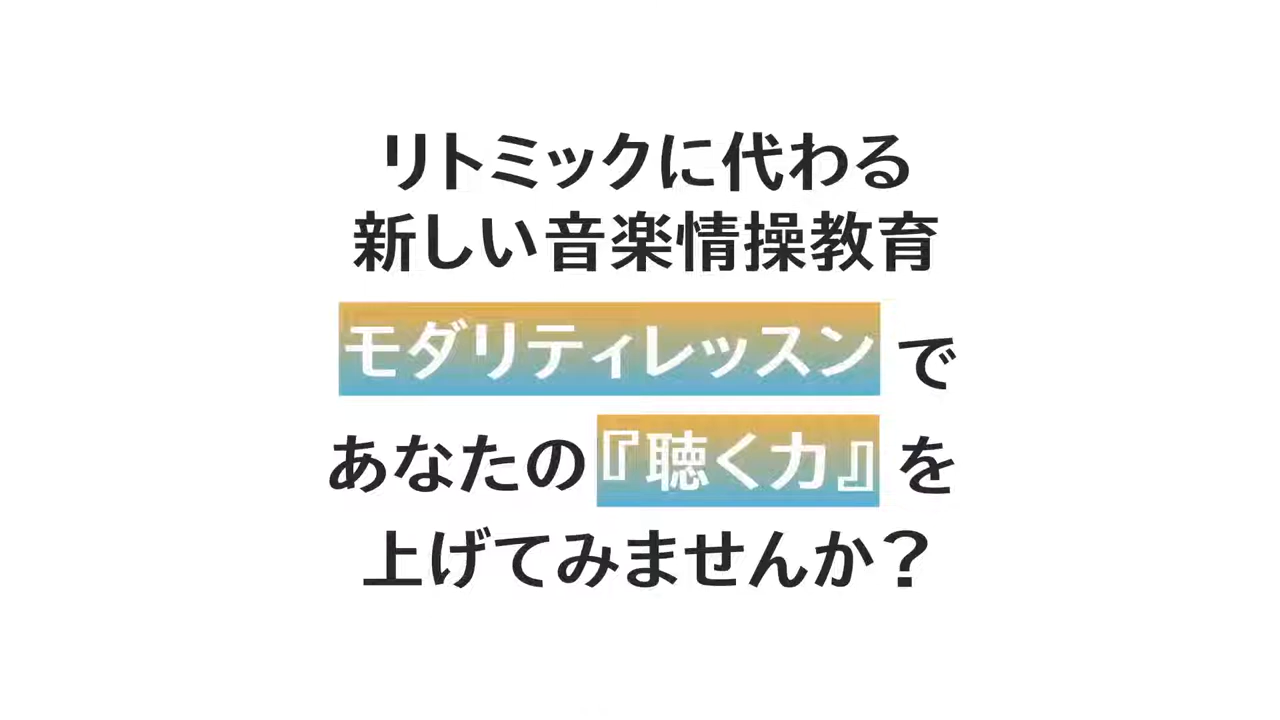 リトミックに代わる
新しい音楽情操教育
モダリティレッスンで
あなたの『聴く力』を
上げてみませんか？